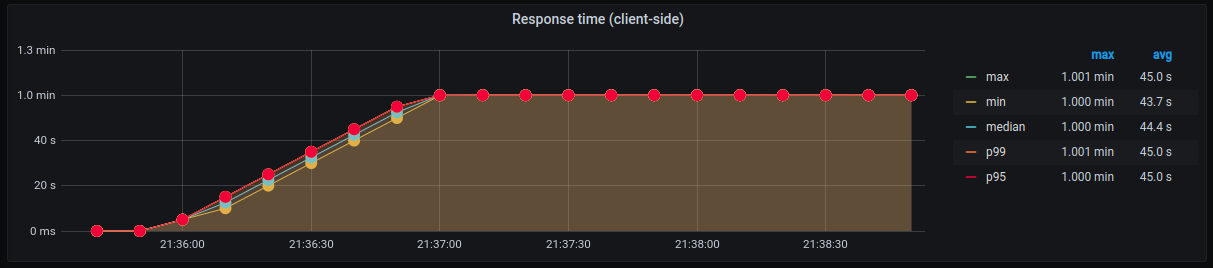 Response time (client-side)
1.3 min
1.0 min
40 s
20 s
0 ms
21:36:00 21:36:30 21:37:00 21:37:30 21:38:00 21:38:30
max avg
max 1.001 min 45.0 s
min 1.000 min 43.7 s
median 1.000 min 44.4 s
p99 1.001 min 45.0 s
p95 1.000 min 45.0 s